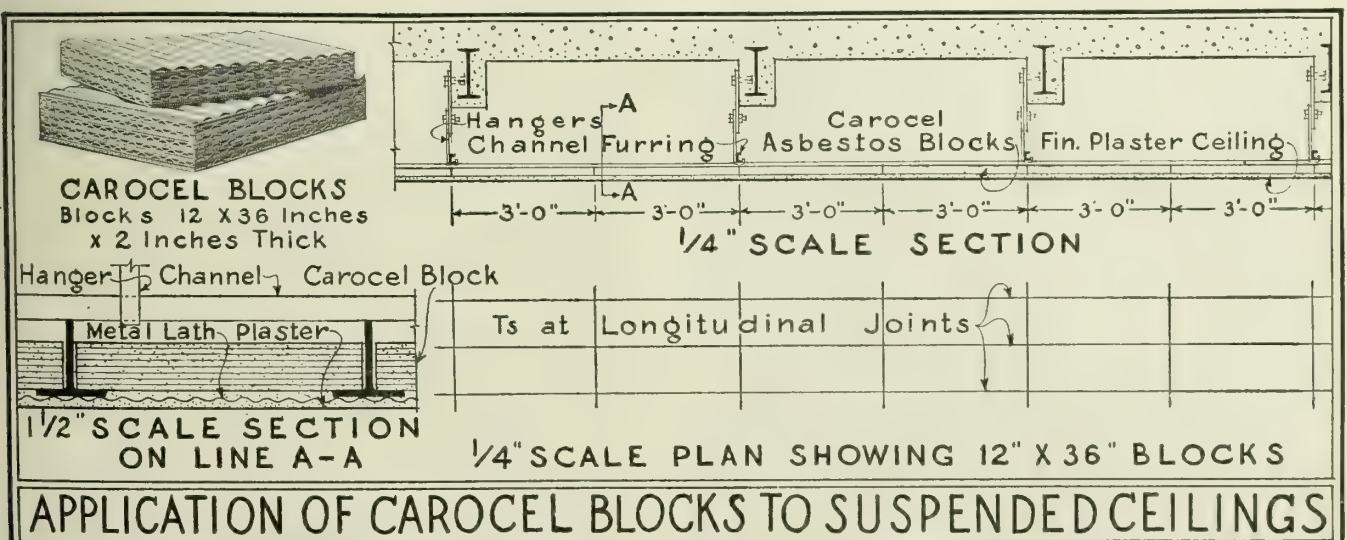 CAROCEL BLOCKS
Blocks 12 X 36 Inches
x 2 Inches Thick
Hangers
Channel Furring
A
A
Carocel
Asbestos Blocks
Fin. Plaster Ceiling
3'-0" 3'-0" 3'-0" 3'-0" 3'-0" 3'-0"
1/4" SCALE SECTION
Hanger Channel Carocel Block
Metal Lath Plaster
1 1/2" SCALE SECTION
ON LINE A-A
Ts at Longitudinal Joints
1/4" SCALE PLAN SHOWING 12" X 36" BLOCKS
APPLICATION OF CAROCEL BLOCKS TO SUSPENDED CEILINGS